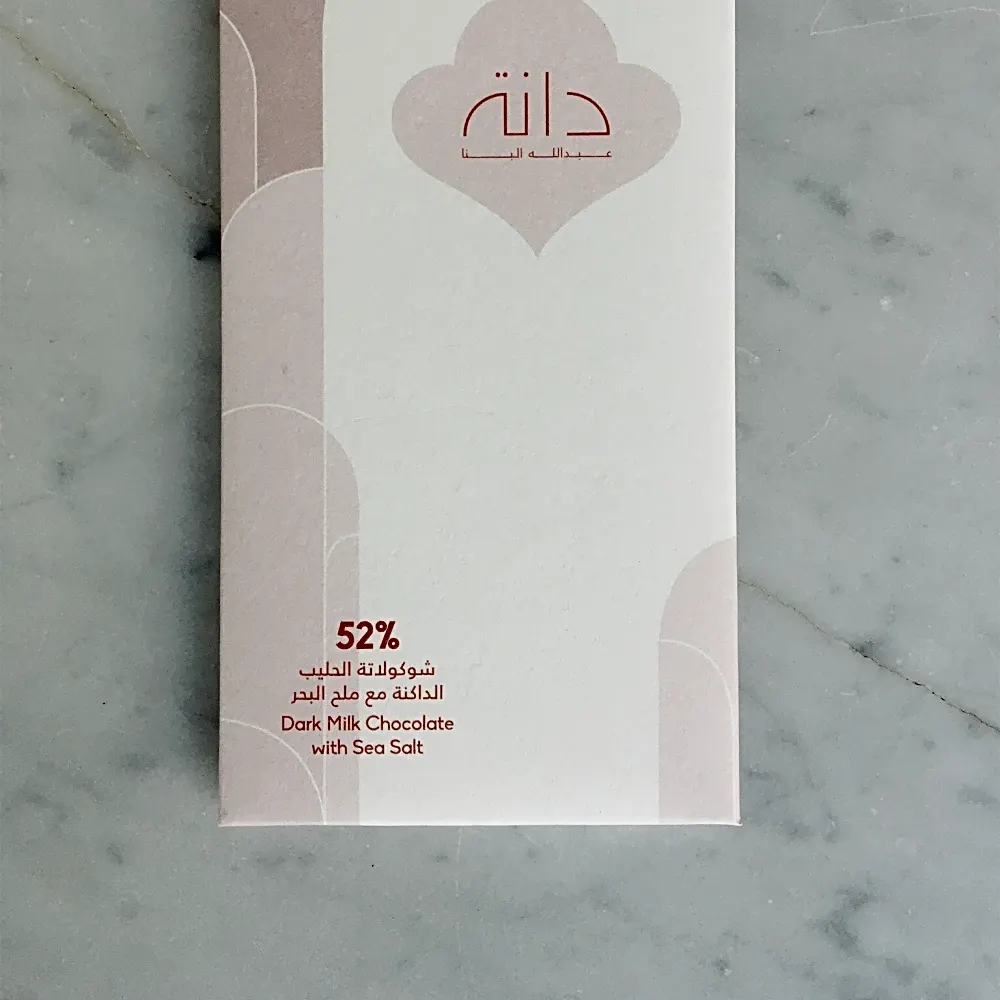 دانة
عبدالله البنا
52%
شوكولاتة الحليب
الداكنة مع ملح البحر
Dark Milk Chocolate
with Sea Salt